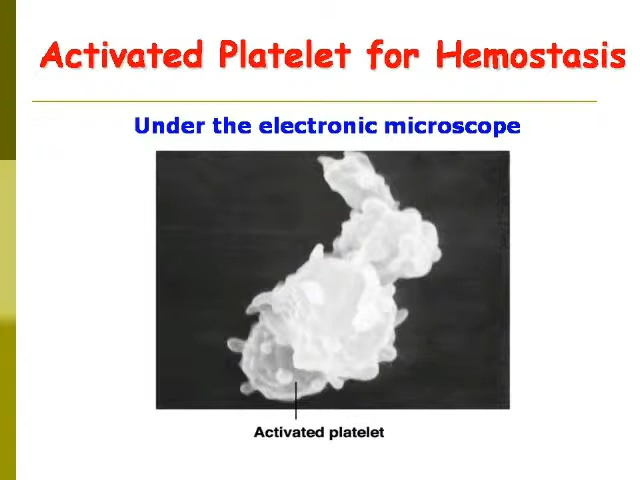 Activated Platelet for Hemostasis
Under the electronic microscope
Activated platelet